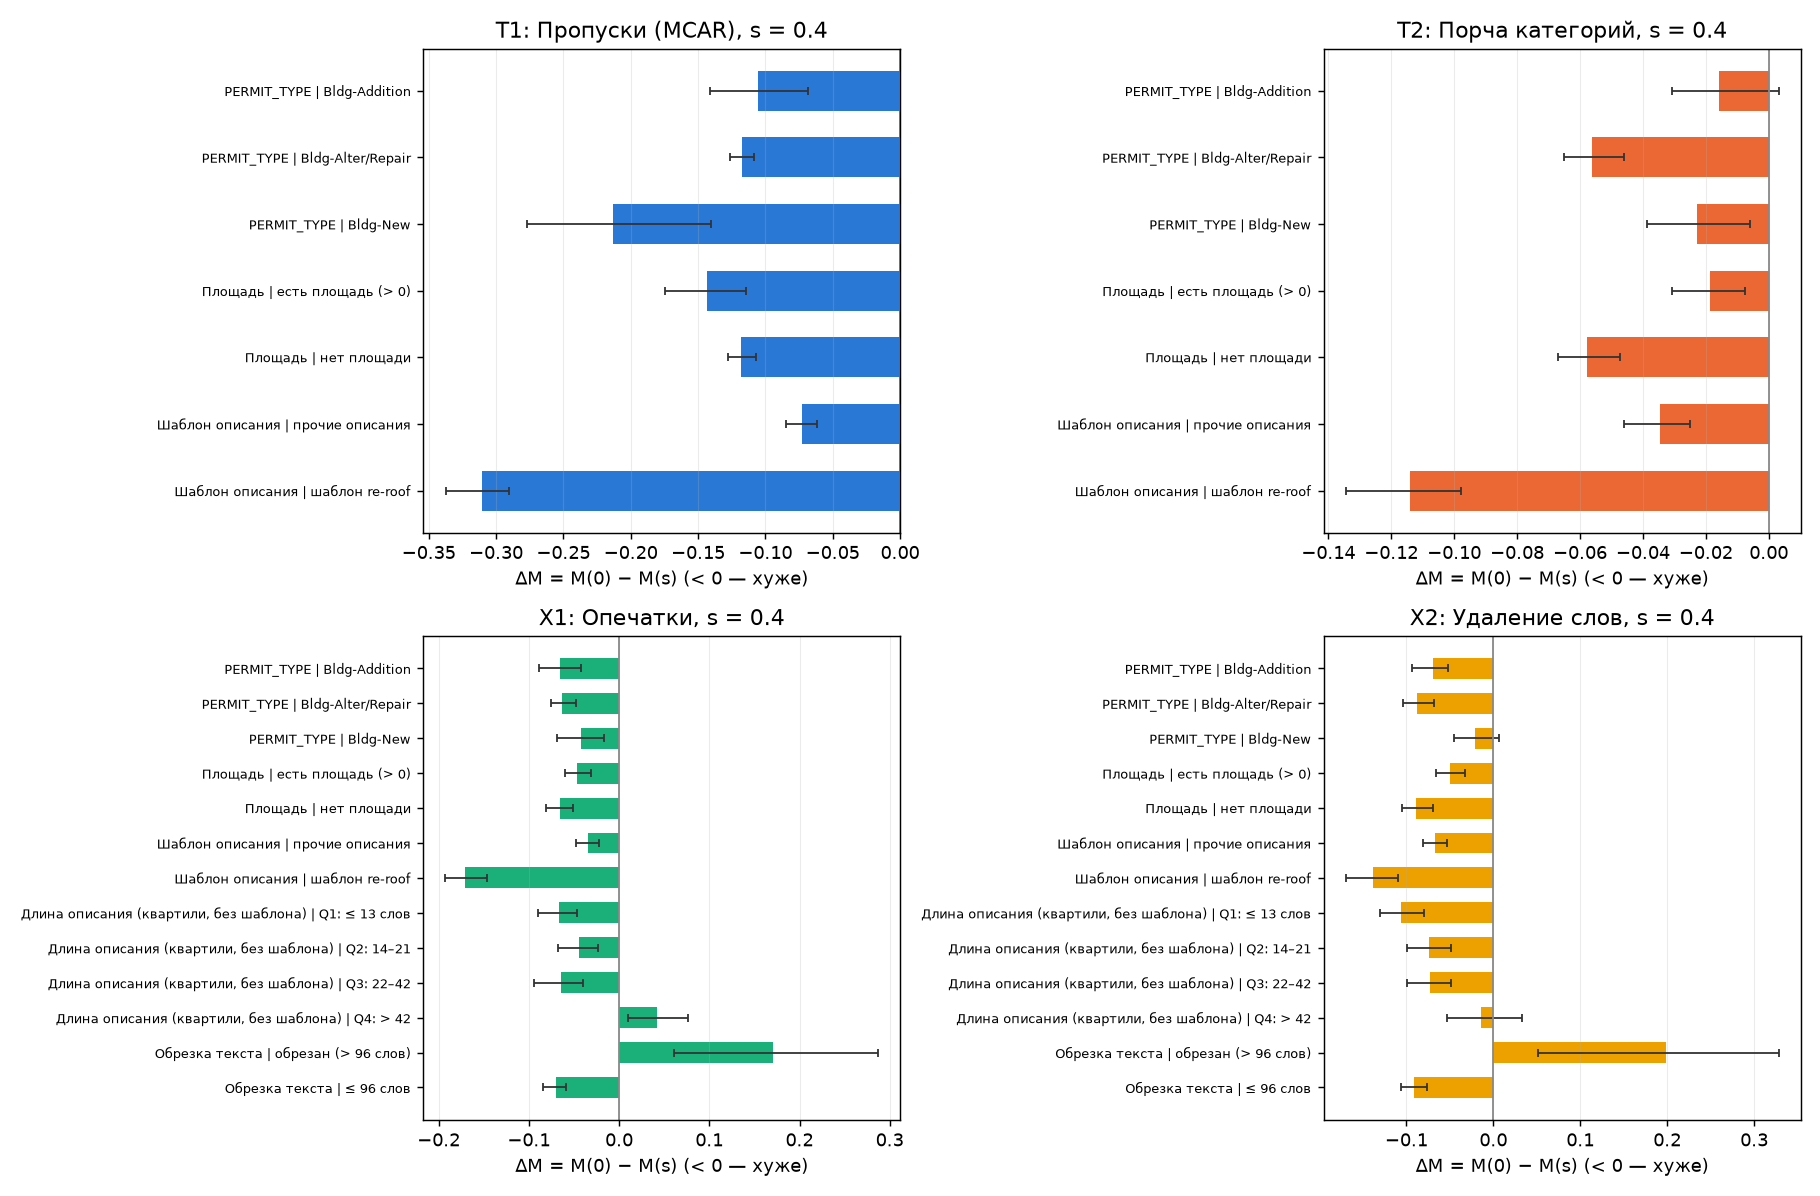 T1: Пропуски (MCAR), s = 0.4
PERMIT_TYPE | Bldg-Addition
PERMIT_TYPE | Bldg-Alter/Repair
PERMIT_TYPE | Bldg-New
Площадь | есть площадь (> 0)
Площадь | нет площади
Шаблон описания | прочие описания
Шаблон описания | шаблон re-roof
−0.35 −0.30 −0.25 −0.20 −0.15 −0.10 −0.05 0.00
ΔM = M(0) − M(s) (< 0 — хуже)
T2: Порча категорий, s = 0.4
PERMIT_TYPE | Bldg-Addition
PERMIT_TYPE | Bldg-Alter/Repair
PERMIT_TYPE | Bldg-New
Площадь | есть площадь (> 0)
Площадь | нет площади
Шаблон описания | прочие описания
Шаблон описания | шаблон re-roof
−0.14 −0.12 −0.10 −0.08 −0.06 −0.04 −0.02 0.00
ΔM = M(0) − M(s) (< 0 — хуже)
X1: Опечатки, s = 0.4
PERMIT_TYPE | Bldg-Addition
PERMIT_TYPE | Bldg-Alter/Repair
PERMIT_TYPE | Bldg-New
Площадь | есть площадь (> 0)
Площадь | нет площади
Шаблон описания | прочие описания
Шаблон описания | шаблон re-roof
Длина описания (квартили, без шаблона) | Q1: ≤ 13 слов
Длина описания (квартили, без шаблона) | Q2: 14–21
Длина описания (квартили, без шаблона) | Q3: 22–42
Длина описания (квартили, без шаблона) | Q4: > 42
Обрезка текста | обрезан (> 96 слов)
Обрезка текста | ≤ 96 слов
−0.2 −0.1 0.0 0.1 0.2 0.3
ΔM = M(0) − M(s) (< 0 — хуже)
X2: Удаление слов, s = 0.4
PERMIT_TYPE | Bldg-Addition
PERMIT_TYPE | Bldg-Alter/Repair
PERMIT_TYPE | Bldg-New
Площадь | есть площадь (> 0)
Площадь | нет площади
Шаблон описания | прочие описания
Шаблон описания | шаблон re-roof
Длина описания (квартили, без шаблона) | Q1: ≤ 13 слов
Длина описания (квартили, без шаблона) | Q2: 14–21
Длина описания (квартили, без шаблона) | Q3: 22–42
Длина описания (квартили, без шаблона) | Q4: > 42
Обрезка текста | обрезан (> 96 слов)
Обрезка текста | ≤ 96 слов
−0.1 0.0 0.1 0.2 0.3
ΔM = M(0) − M(s) (< 0 — хуже)